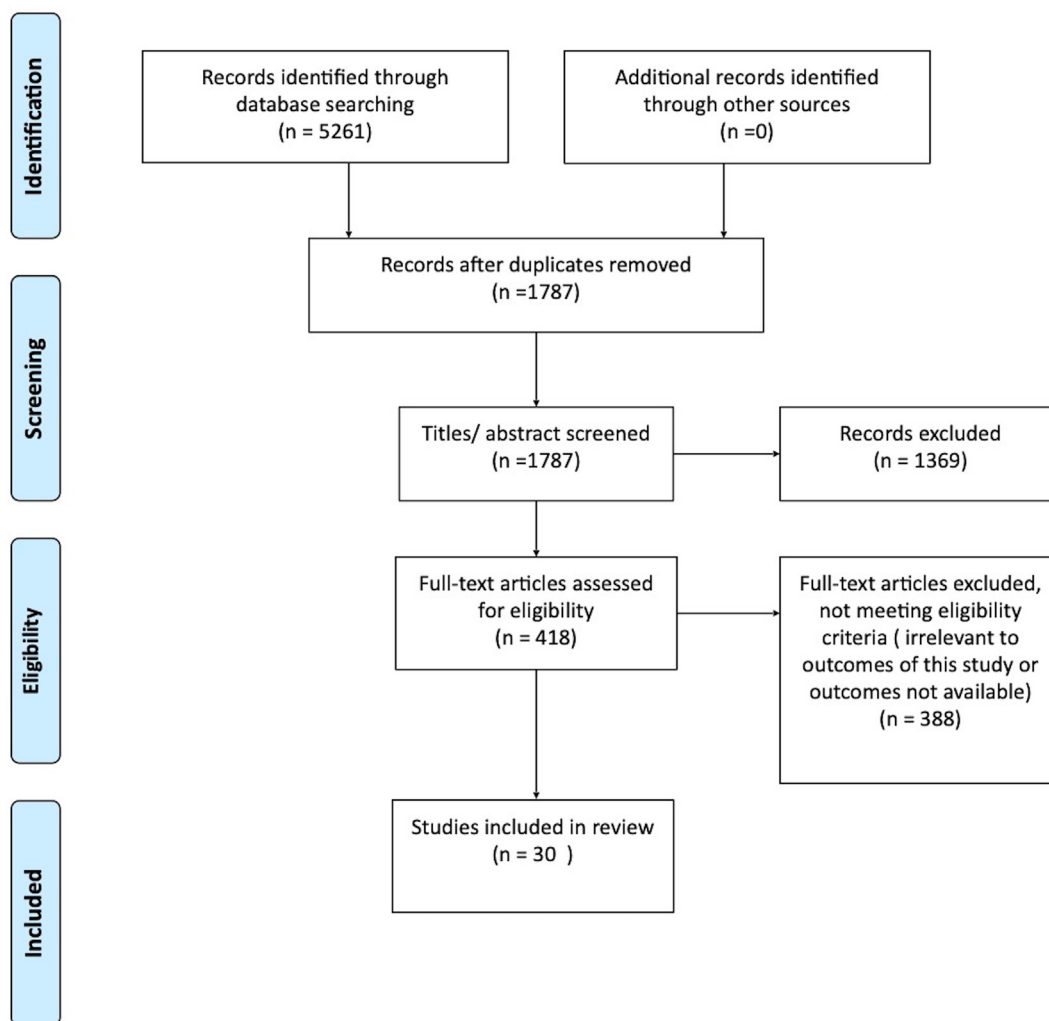 Identification
Records identified through
database searching
(n = 5261)
Additional records identified
through other sources
(n =0)
Records after duplicates removed
(n =1787)
Screening
Titles/ abstract screened
(n =1787)
Records excluded
(n = 1369)
Eligibility
Full-text articles assessed
for eligibility
(n = 418)
Full-text articles excluded,
not meeting eligibility
criteria ( irrelevant to
outcomes of this study or
outcomes not available)
(n = 388)
Included
Studies included in review
(n = 30  )